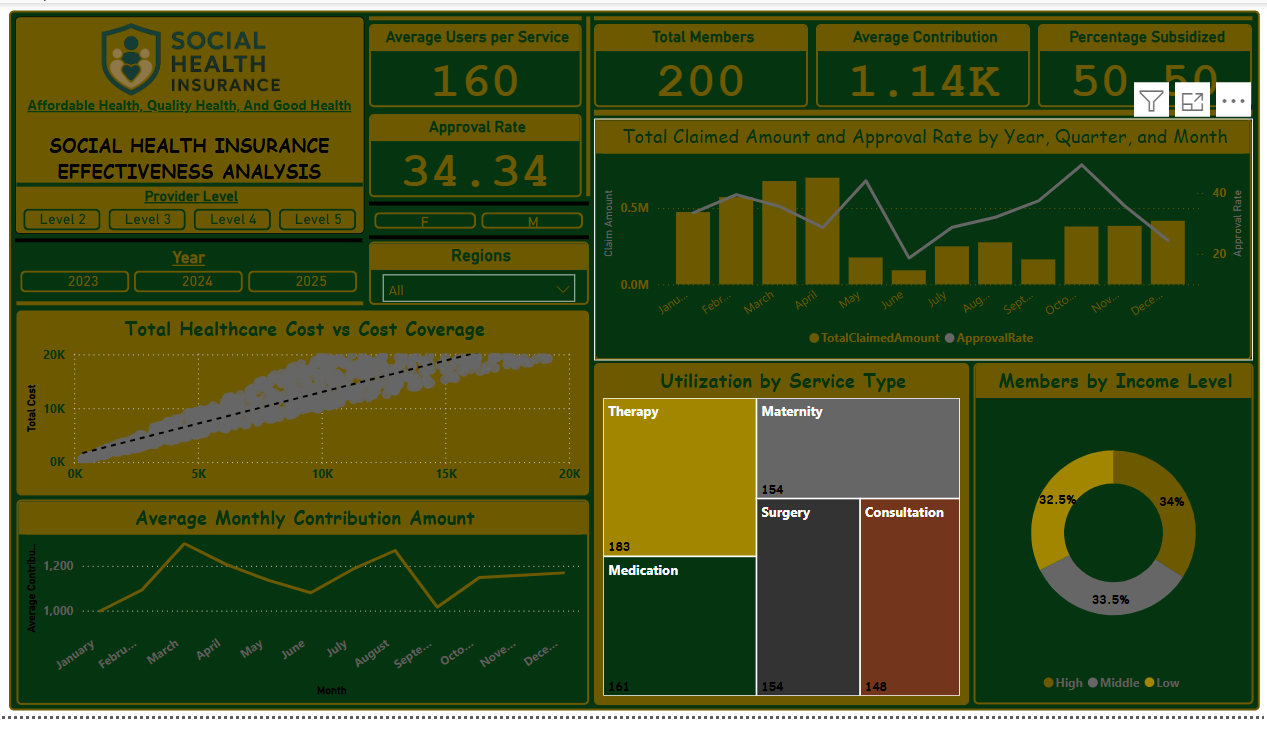 SOCIAL
HEALTH
INSURANCE
Affordable Health, Quality Health, And Good Health
SOCIAL HEALTH INSURANCE
EFFECTIVENESS ANALYSIS
Provider Level
Level 2
Level 3
Level 4
Level 5
Year
2023
2024
2025
Average Users per Service
160
Approval Rate
34.34
F
M
Regions
All
Total Members
200
Average Contribution
1.14K
Percentage Subsidized
50.50
Total Claimed Amount and Approval Rate by Year, Quarter, and Month
Claim Amount
0.5M
0.0M
40
20
Approval Rate
Janu...
Febr...
March
April
May
June
July
Aug...
Sept...
Octo...
Nov...
Dece...
TotalClaimedAmount
ApprovalRate
Total Healthcare Cost vs Cost Coverage
Total Cost
20K
10K
0K
0K
5K
10K
15K
20K
Average Monthly Contribution Amount
Average Contribu...
1,200
1,000
January
Febru...
March
April
May
June
July
August
Septe...
Octo...
Nove...
Dece...
Month
Utilization by Service Type
Therapy
183
Medication
161
Maternity
154
Surgery
154
Consultation
148
Members by Income Level
32.5%
34%
33.5%
High
Middle
Low